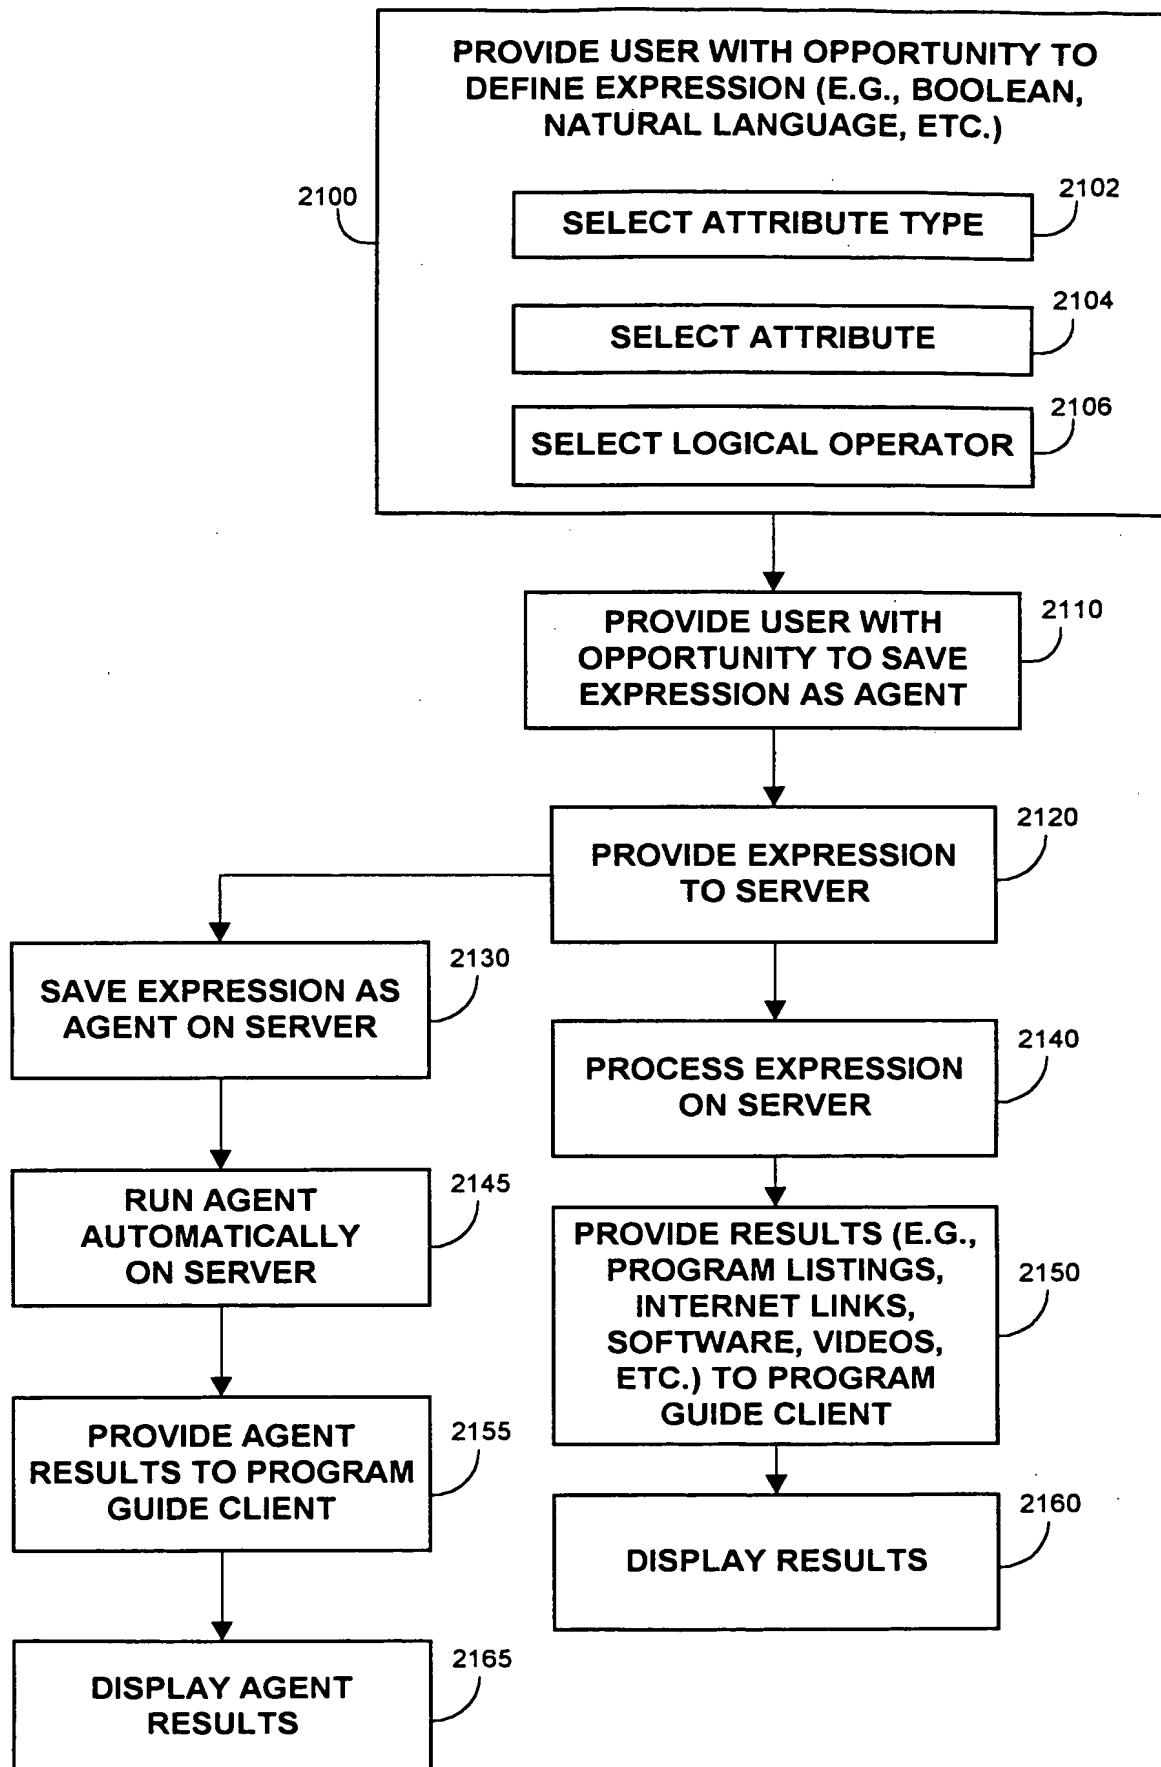 PROVIDE USER WITH OPPORTUNITY TO
DEFINE EXPRESSION (E.G., BOOLEAN,
NATURAL LANGUAGE, ETC.)
2100
2102
SELECT ATTRIBUTE TYPE
2104
SELECT ATTRIBUTE
2106
SELECT LOGICAL OPERATOR
2110
PROVIDE USER WITH
OPPORTUNITY TO SAVE
EXPRESSION AS AGENT
2120
PROVIDE EXPRESSION
TO SERVER
2130
SAVE EXPRESSION AS
AGENT ON SERVER
2140
PROCESS EXPRESSION
ON SERVER
2145
RUN AGENT
AUTOMATICALLY
ON SERVER
2150
PROVIDE RESULTS (E.G.,
PROGRAM LISTINGS,
INTERNET LINKS,
SOFTWARE, VIDEOS,
ETC.) TO PROGRAM
GUIDE CLIENT
2155
PROVIDE AGENT
RESULTS TO PROGRAM
GUIDE CLIENT
2160
DISPLAY RESULTS
2165
DISPLAY AGENT
RESULTS